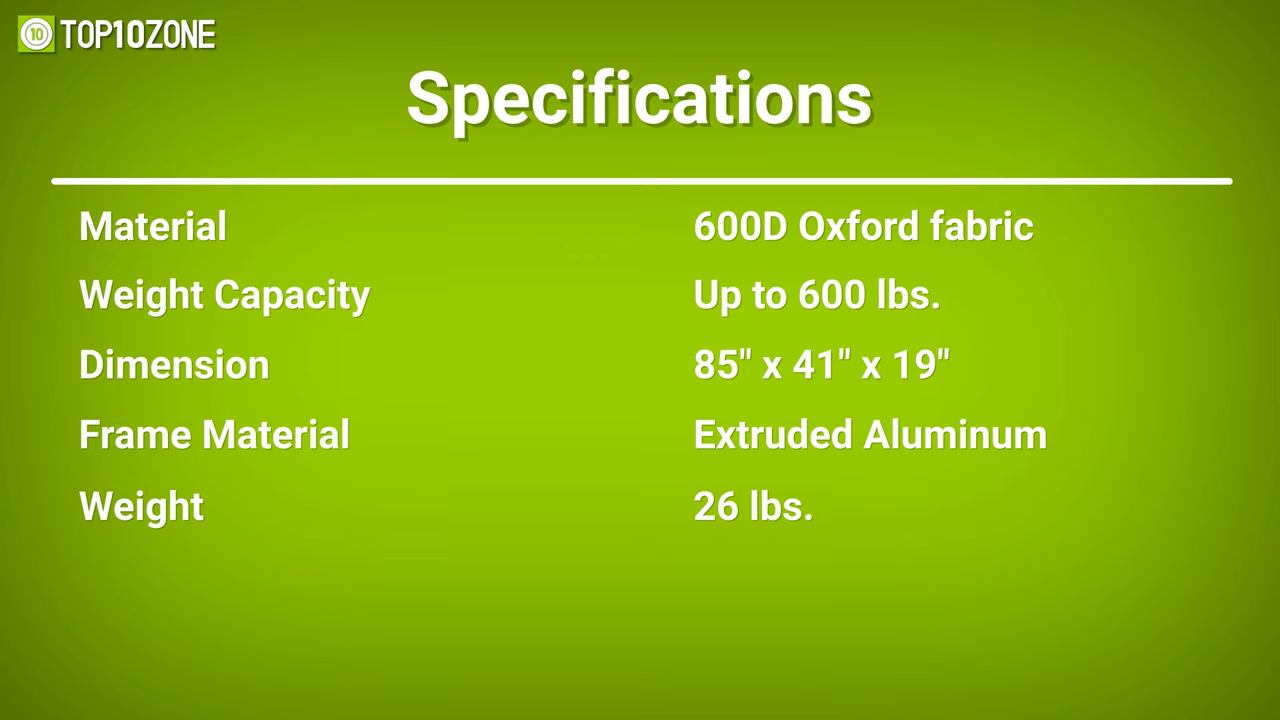 10 TOP10ZONE
Specifications
Material 600D Oxford fabric
Weight Capacity Up to 600 lbs.
Dimension 85" x 41" x 19"
Frame Material Extruded Aluminum
Weight 26 lbs.